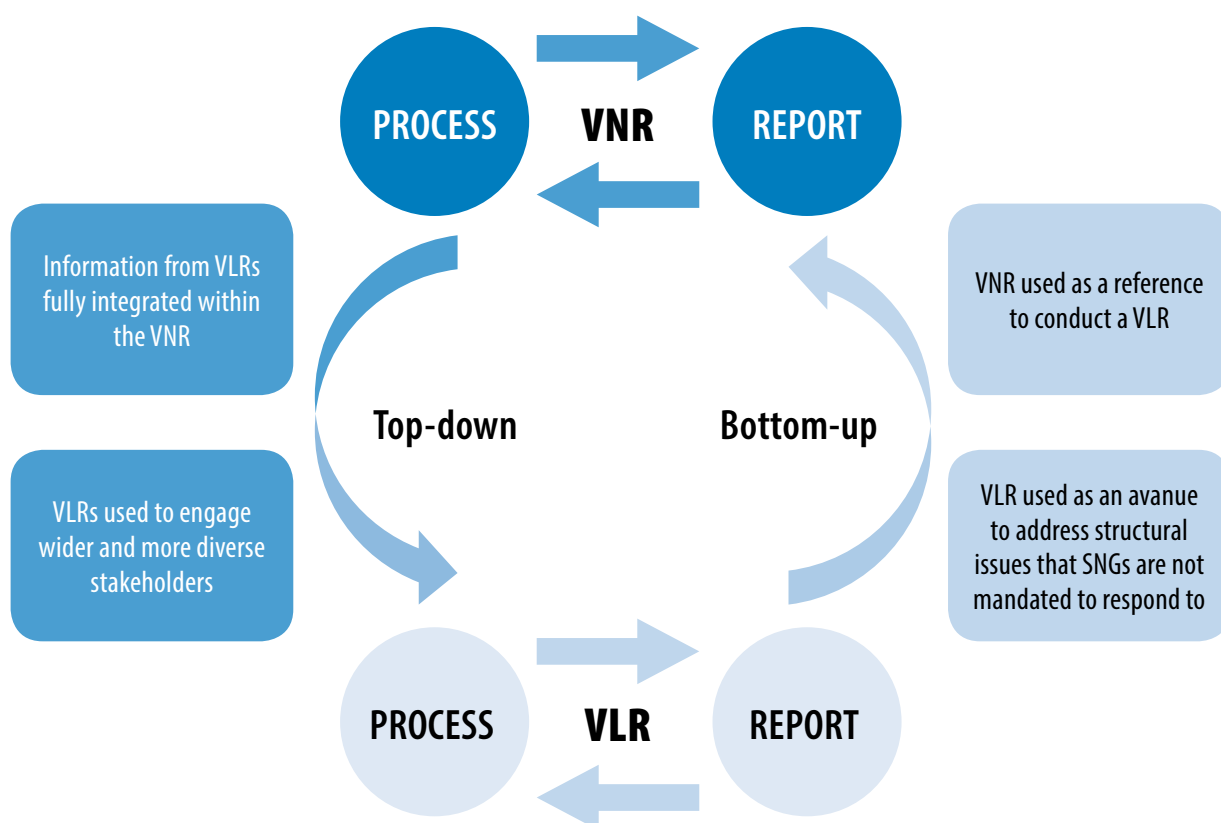 PROCESS
VNR
REPORT
Information from VLRs
fully integrated within
the VNR
VNR used as a reference
to conduct a VLR
Top-down
Bottom-up
VLRs used to engage
wider and more diverse
stakeholders
VLR used as an avanue
to address structural
issues that SNGs are not
mandated to respond to
PROCESS
VLR
REPORT